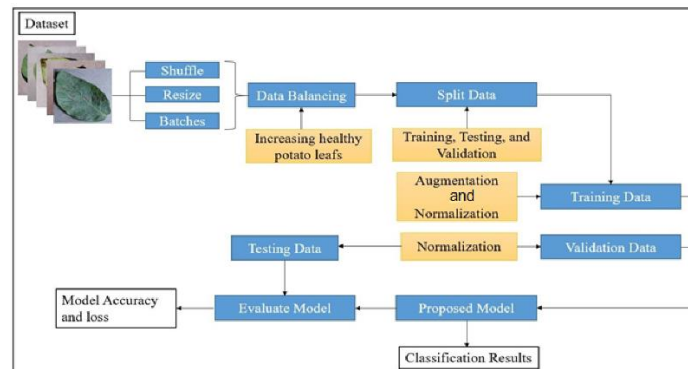 Dataset
Shuffle
Resize
Batches
Data Balancing
Split Data
Increasing healthy
potato leafs
Training, Testing, and
Validation
Augmentation
and
Normalization
Training Data
Testing Data
Normalization
Validation Data
Model Accuracy
and loss
Evaluate Model
Proposed Model
Classification Results